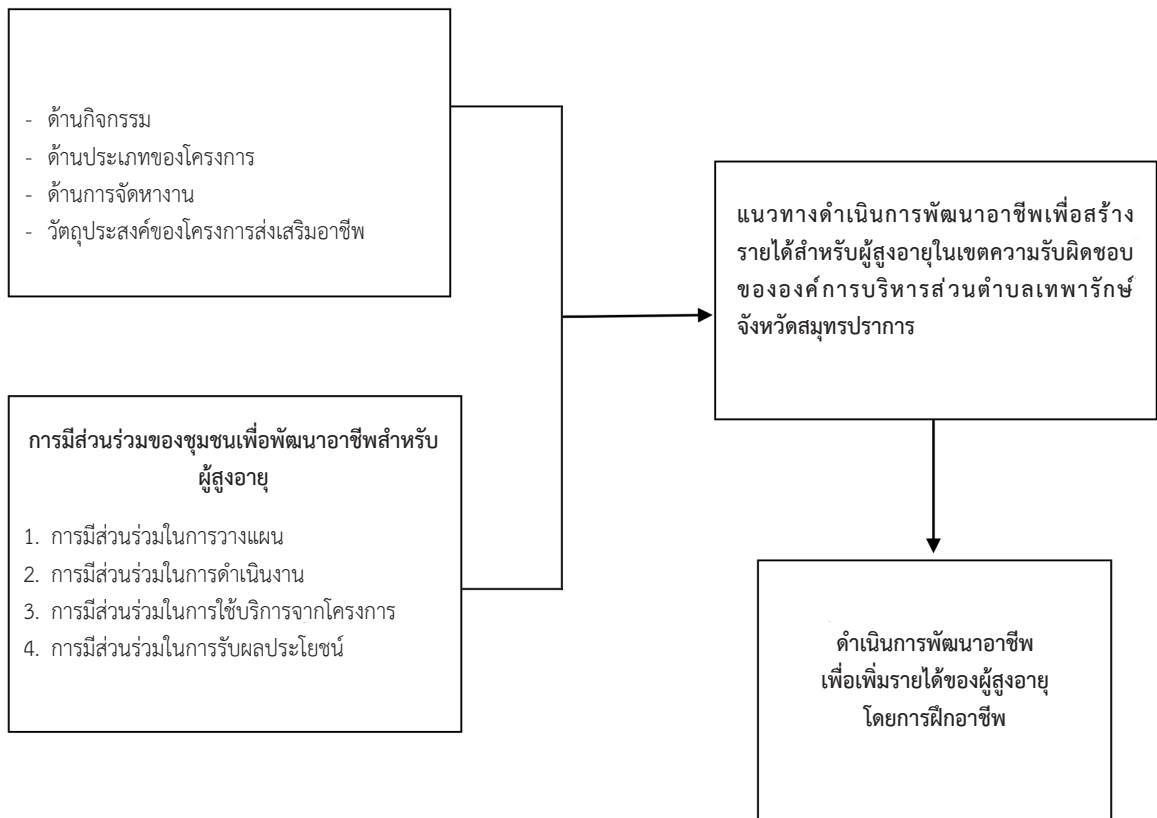 - ด้านกิจกรรม
- ด้านประเภทของโครงการ
- ด้านการจัดหางาน
- วัตถุประสงค์ของโครงการส่งเสริมอาชีพ
การมีส่วนร่วมของชุมชนเพื่อพัฒนาอาชีพสำหรับ
ผู้สูงอายุ
1. การมีส่วนร่วมในการวางแผน
2. การมีส่วนร่วมในการดำเนินงาน
3. การมีส่วนร่วมในการใช้บริการจากโครงการ
4. การมีส่วนร่วมในการรับผลประโยชน์
แนวทางดำเนินการพัฒนาอาชีพเพื่อสร้าง
รายได้สำหรับผู้สูงอายุในเขตความรับผิดชอบ
ขององค์การบริหารส่วนตำบลเทพารักษ์
จังหวัดสมุทรปราการ
ดำเนินการพัฒนาอาชีพ
เพื่อเพิ่มรายได้ของผู้สูงอายุ
โดยการฝึกอาชีพ